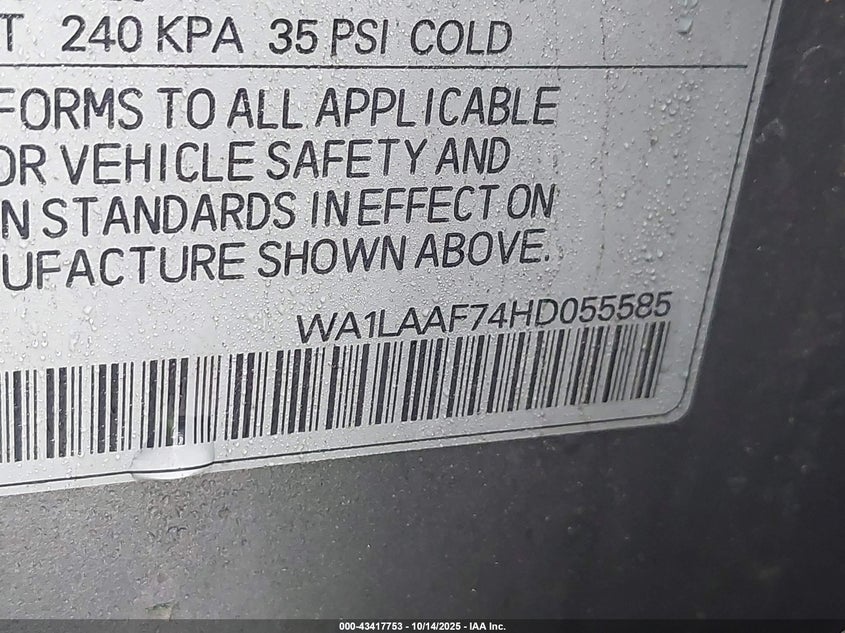 T 240 KPA 35 PSI COLD
FORMS TO ALL APPLICABLE
OR VEHICLE SAFETY AND
N STANDARDS IN EFFECT ON
UFACTURE SHOWN ABOVE.
WA1LAAF74HD055585
000-43417753 - 10/14/2025 - IAA Inc.